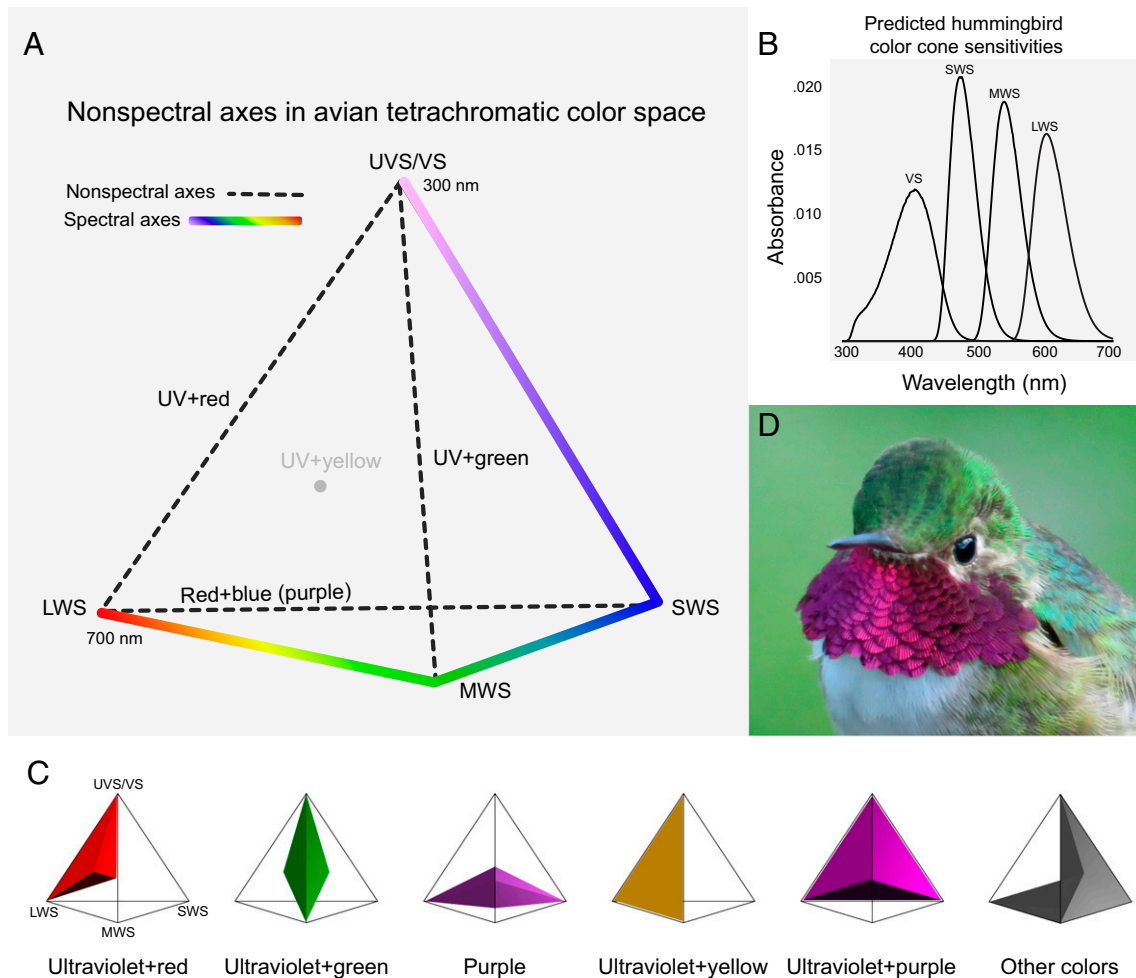 A
Nonspectral axes in avian tetrachromatic color space
UVS/VS
300 nm
Nonspectral axes
Spectral axes
UV+red
UV+yellow
UV+green
LWS
Red+blue (purple)
SWS
700 nm
MWS
B
Predicted hummingbird
color cone sensitivities
SWS
MWS
LWS
VS
.020
.015
.010
.005
Absorbance
300 400 500 600 700
Wavelength (nm)
D
C
UVS/VS
LWS
SWS
MWS
Ultraviolet+red
Ultraviolet+green
Purple
Ultraviolet+yellow
Ultraviolet+purple
Other colors